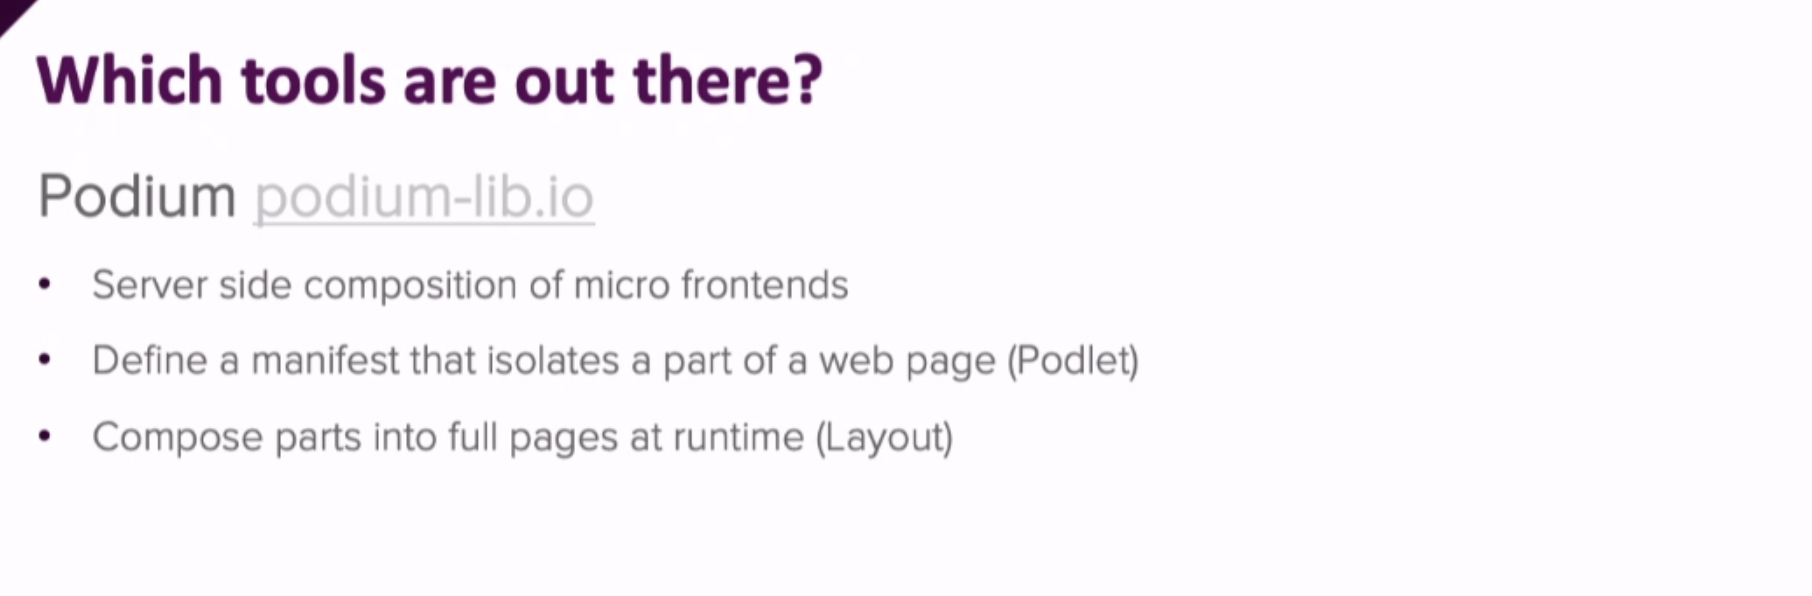 Which tools are out there?
Podium podium-lib.io
• Server side composition of micro frontends
• Define a manifest that isolates a part of a web page (Podlet)
• Compose parts into full pages at runtime (Layout)